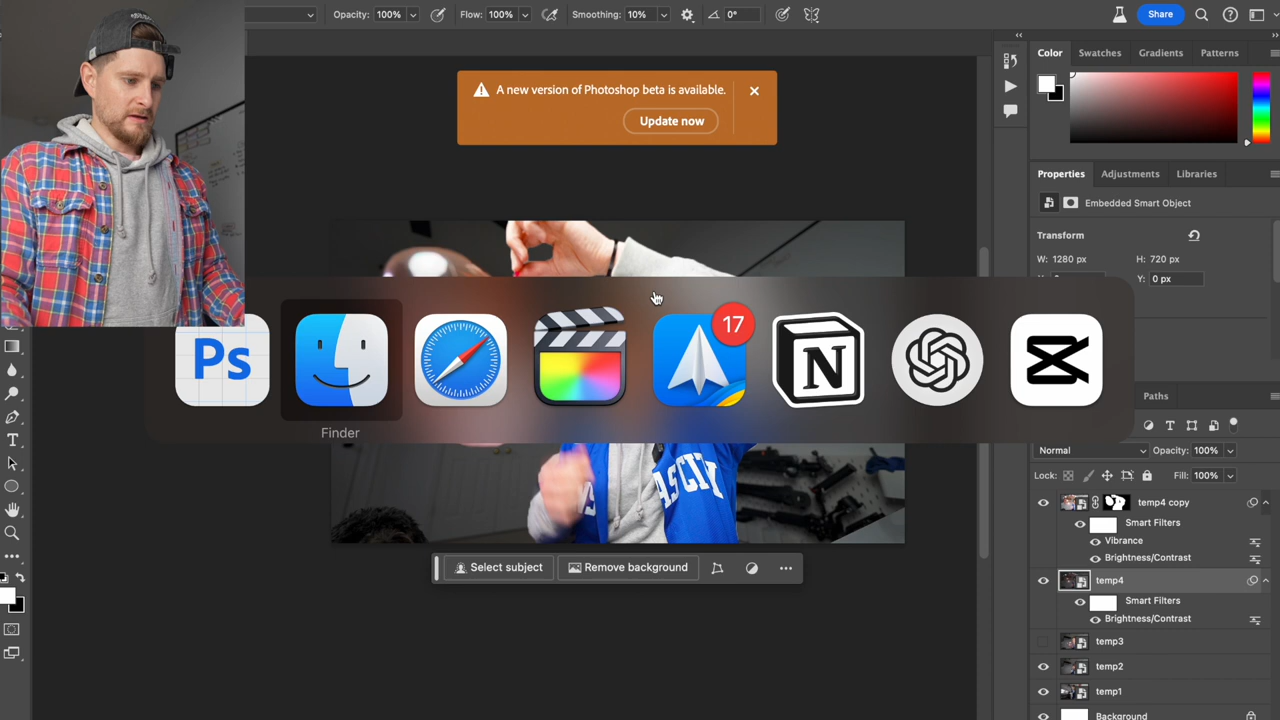 Opacity: 100% Flow: 100% Smoothing: 10% 0° Share
Color Swatches Gradients Patterns
A new version of Photoshop beta is available.
Update now
Properties Adjustments Libraries
Embedded Smart Object
Transform
W: 1280 px H: 720 px
Y: 0 px
17
Ps
N
Finder
Paths
Normal Opacity: 100%
Lock: Fill: 100%
ASCITY
Select subject Remove background
temp4 copy
Smart Filters
Vibrance
Brightness/Contrast
temp4
Smart Filters
Brightness/Contrast
temp3
temp2
temp1
Background